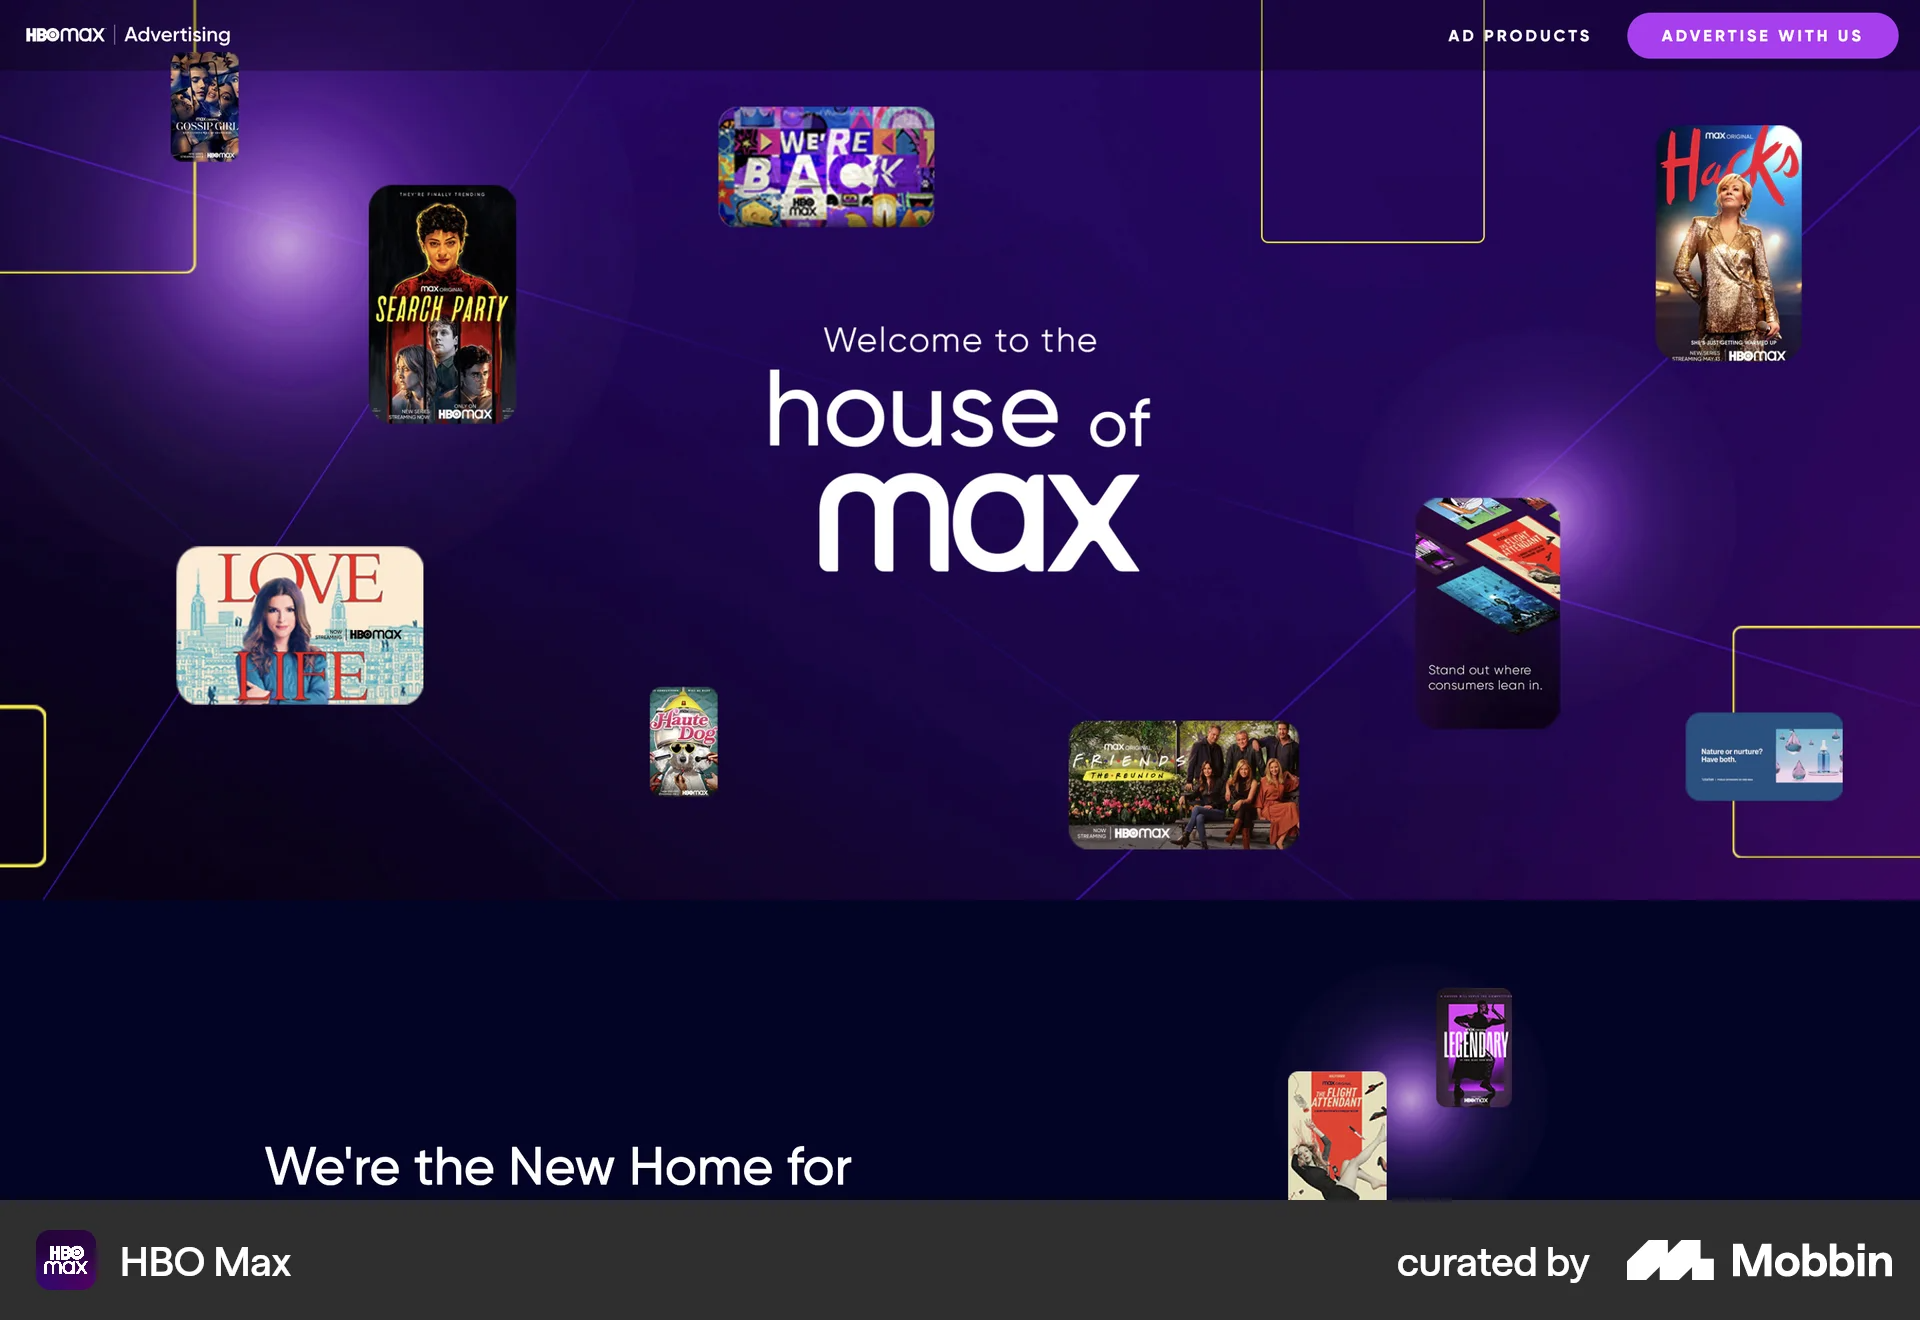 HBOmax | Advertising
AD PRODUCTS
ADVERTISE WITH US
max
GOSSIP GIRL
HBOmax
THEY'RE FINALLY TRENDING
max ORIGINAL
SEARCH PARTY
NEW SERIES
STREAMING NOW
ONLY ON
HBOmax
WE'RE
BACK
HBO
max
max ORIGINAL
Hacks
SHE'S JUST GETTING WARMED UP
NEW SERIES
STREAMING MAY 13
HBOmax
Welcome to the
house of
max
LOVE
NOW
STREAMING
HBOmax
LIFE
Haute
Dog
HBOmax
max ORIGINAL
FRIENDS
THE REUNION
NOW
STREAMING
HBOmax
THE FLIGHT
ATTENDANT
Stand out where
consumers lean in.
Nature or nurture?
Have both.
LEGENDARY
HBOmax
max ORIGINAL
THE FLIGHT
ATTENDANT
We're the New Home for
HBO
max
HBO Max
curated by
Mobbin